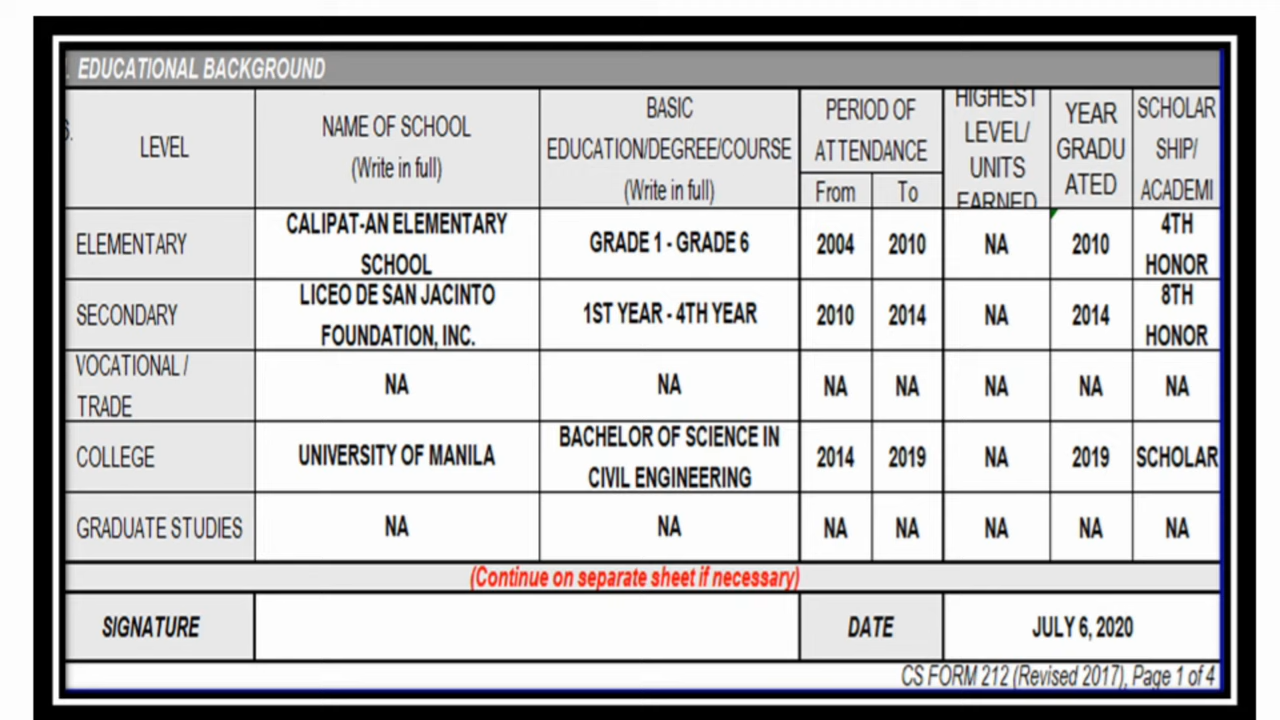 . EDUCATIONAL BACKGROUND
6.
LEVEL
NAME OF SCHOOL
(Write in full)
BASIC
EDUCATION/DEGREE/COURSE
(Write in full)
PERIOD OF
ATTENDANCE
From To
HIGHEST
LEVEL/
UNITS
EARNED
YEAR
GRADU
ATED
SCHOLAR
SHIP/
ACADEMI
ELEMENTARY
CALIPAT-AN ELEMENTARY
SCHOOL
GRADE 1 - GRADE 6
2004 2010 NA 2010
4TH
HONOR
SECONDARY
LICEO DE SAN JACINTO
FOUNDATION, INC.
1ST YEAR - 4TH YEAR
2010 2014 NA 2014
8TH
HONOR
VOCATIONAL /
TRADE
NA NA NA NA NA NA NA
COLLEGE
UNIVERSITY OF MANILA
BACHELOR OF SCIENCE IN
CIVIL ENGINEERING
2014 2019 NA 2019 SCHOLAR
GRADUATE STUDIES NA NA NA NA NA NA NA
(Continue on separate sheet if necessary)
SIGNATURE DATE JULY 6, 2020
CS FORM 212 (Revised 2017), Page 1 of 4